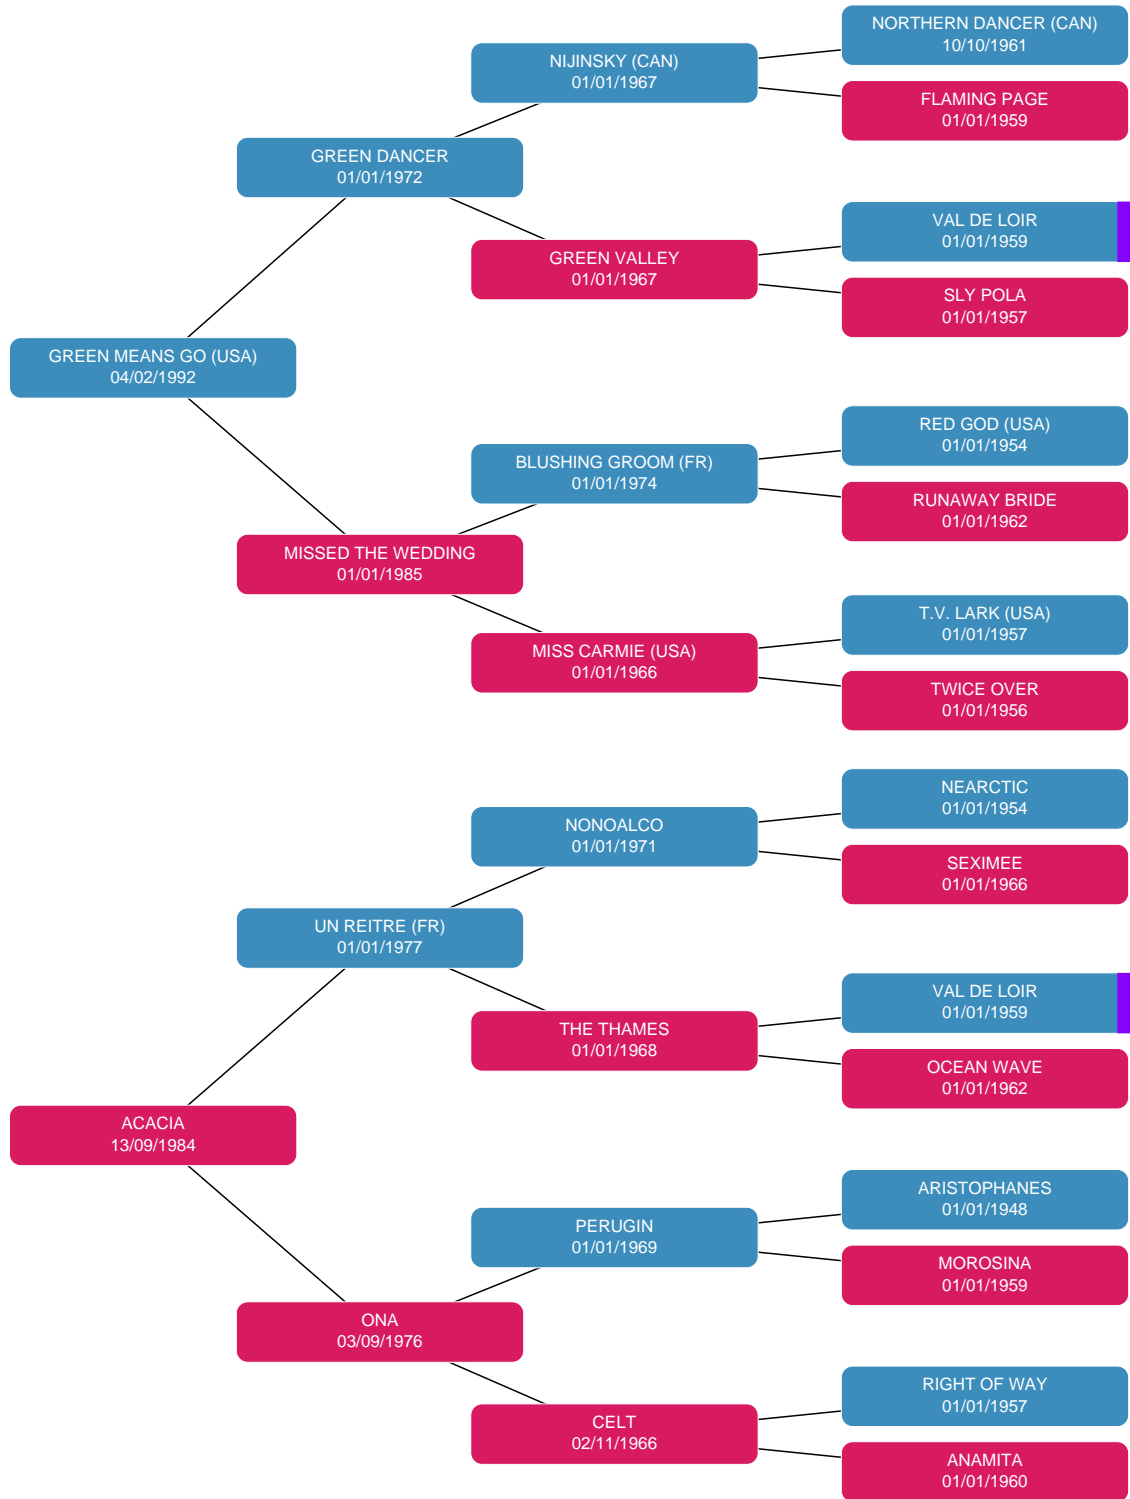 NORTHERN DANCER (CAN)
10/10/1961
NIJINSKY (CAN)
01/01/1967
FLAMING PAGE
01/01/1959
GREEN DANCER
01/01/1972
VAL DE LOIR
01/01/1959
GREEN VALLEY
01/01/1967
SLY POLA
01/01/1957
GREEN MEANS GO (USA)
04/02/1992
RED GOD (USA)
01/01/1954
BLUSHING GROOM (FR)
01/01/1974
RUNAWAY BRIDE
01/01/1962
MISSED THE WEDDING
01/01/1985
T.V. LARK (USA)
01/01/1957
MISS CARMIE (USA)
01/01/1966
TWICE OVER
01/01/1956
NEARCTIC
01/01/1954
NONOALCO
01/01/1971
SEXIMEE
01/01/1966
UN REITRE (FR)
01/01/1977
VAL DE LOIR
01/01/1959
THE THAMES
01/01/1968
OCEAN WAVE
01/01/1962
ACACIA
13/09/1984
ARISTOPHANES
01/01/1948
PERUGIN
01/01/1969
MOROSINA
01/01/1959
ONA
03/09/1976
RIGHT OF WAY
01/01/1957
CELT
02/11/1966
ANAMITA
01/01/1960